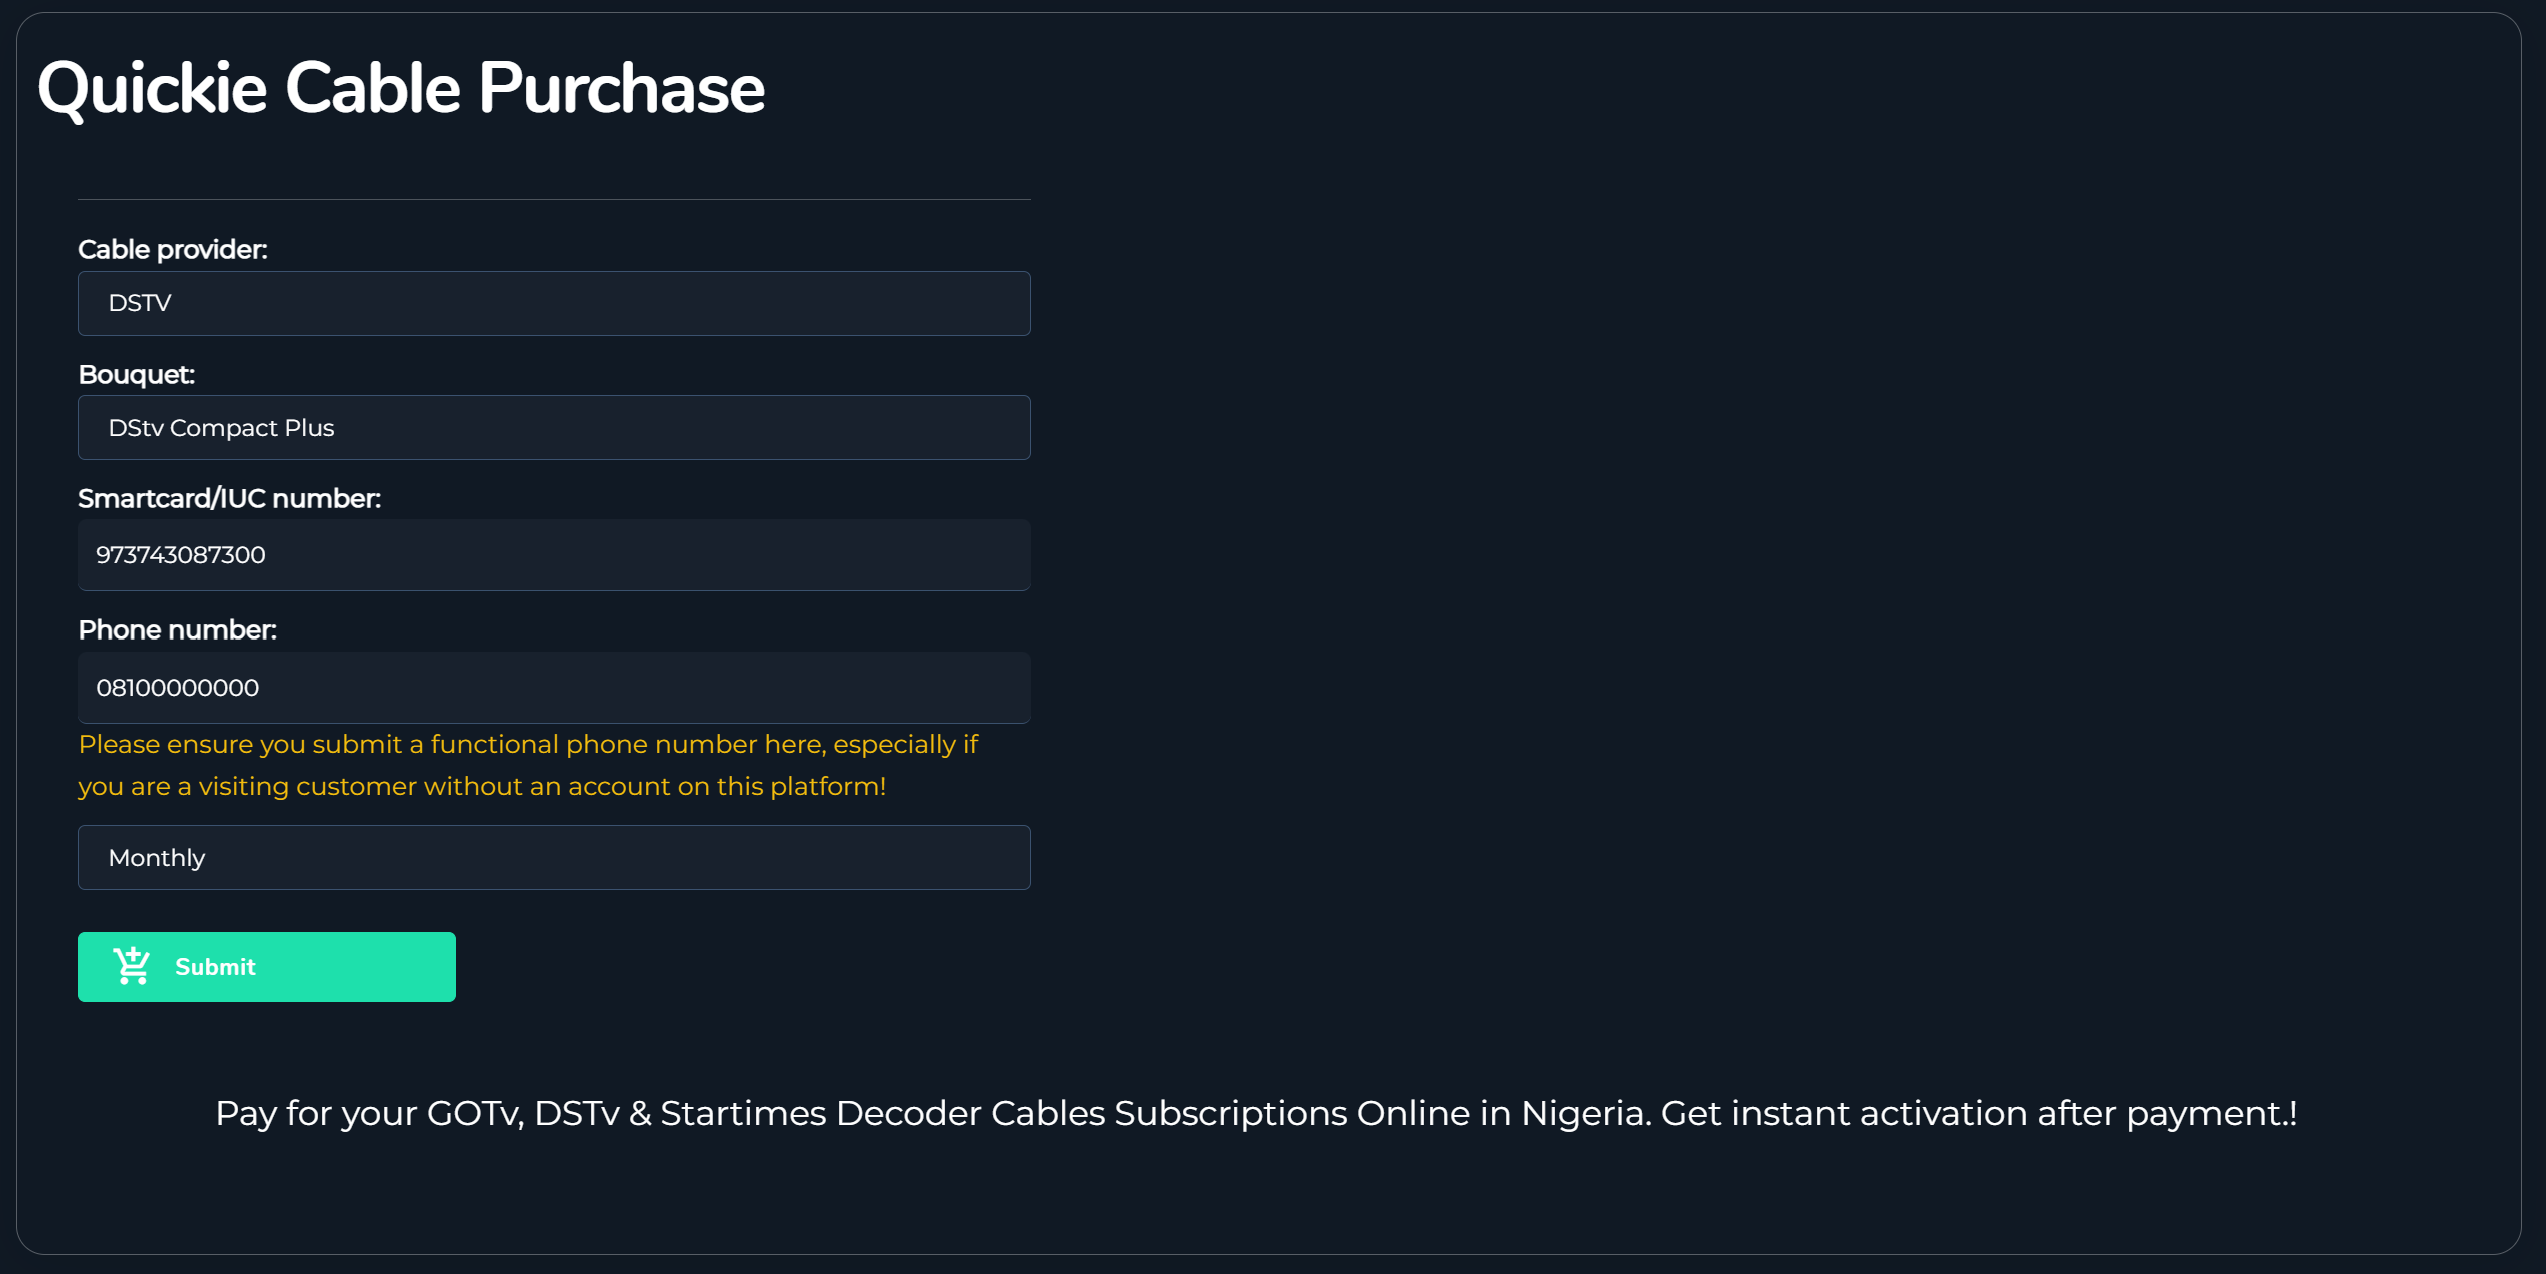 Quickie Cable Purchase
Cable provider:
DSTV
Bouquet:
DStv Compact Plus
Smartcard/IUC number:
973743087300
Phone number:
08100000000
Please ensure you submit a functional phone number here, especially if
you are a visiting customer without an account on this platform!
Monthly
Submit
Pay for your GOTv, DSTv & Startimes Decoder Cables Subscriptions Online in Nigeria. Get instant activation after payment.!